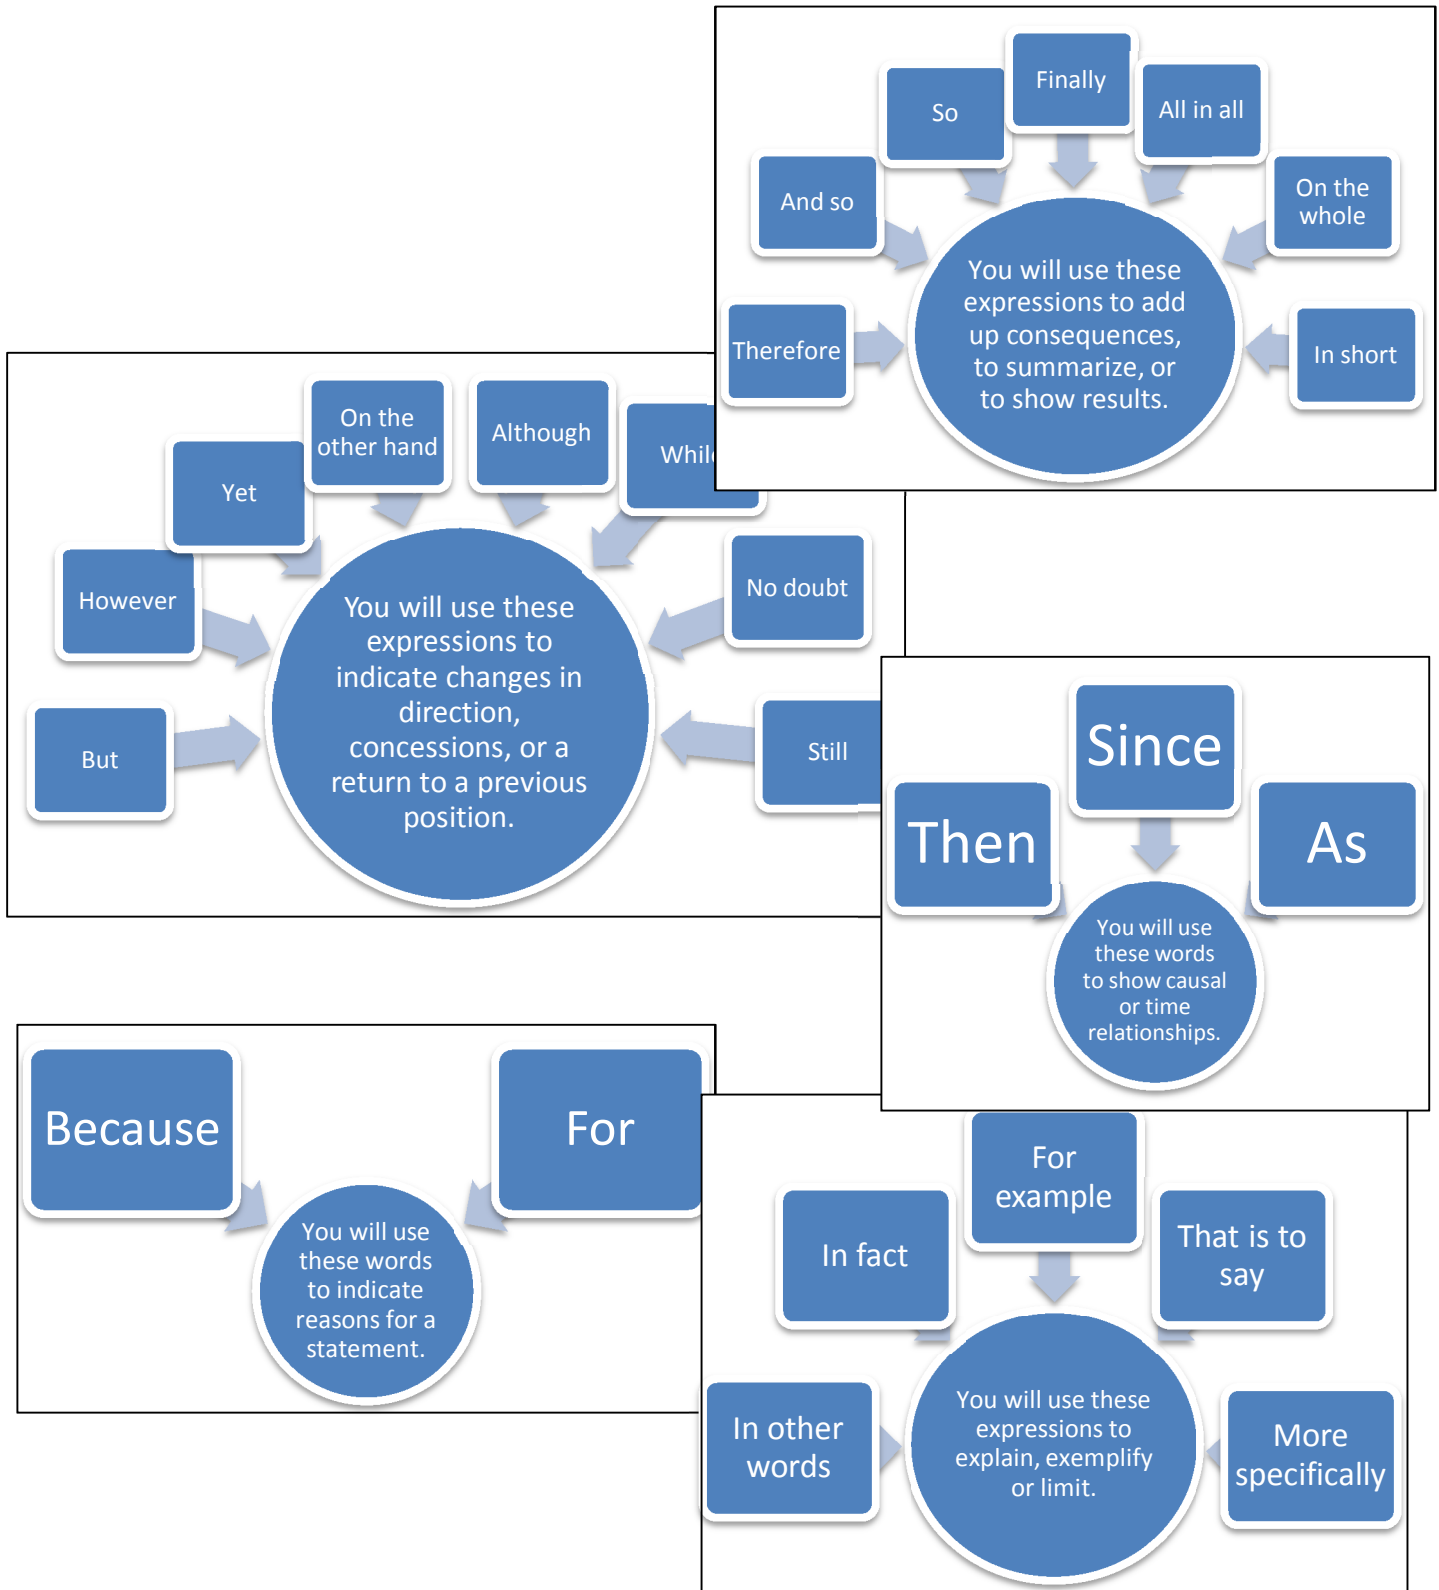 Finally
So
All in all
And so
On the
whole
Therefore
In short
You will use these
expressions to add
up consequences,
to summarize, or
to show results.
On the
other hand
Although
While
Yet
However
No doubt
But
Still
You will use these
expressions to
indicate changes in
direction,
concessions, or a
return to a previous
position.
Since
Then
As
You will use
these words
to show causal
or time
relationships.
Because
For
You will use
these words
to indicate
reasons for a
statement.
For
example
In fact
That is to
say
In other
words
More
specifically
You will use these
expressions to
explain, exemplify
or limit.